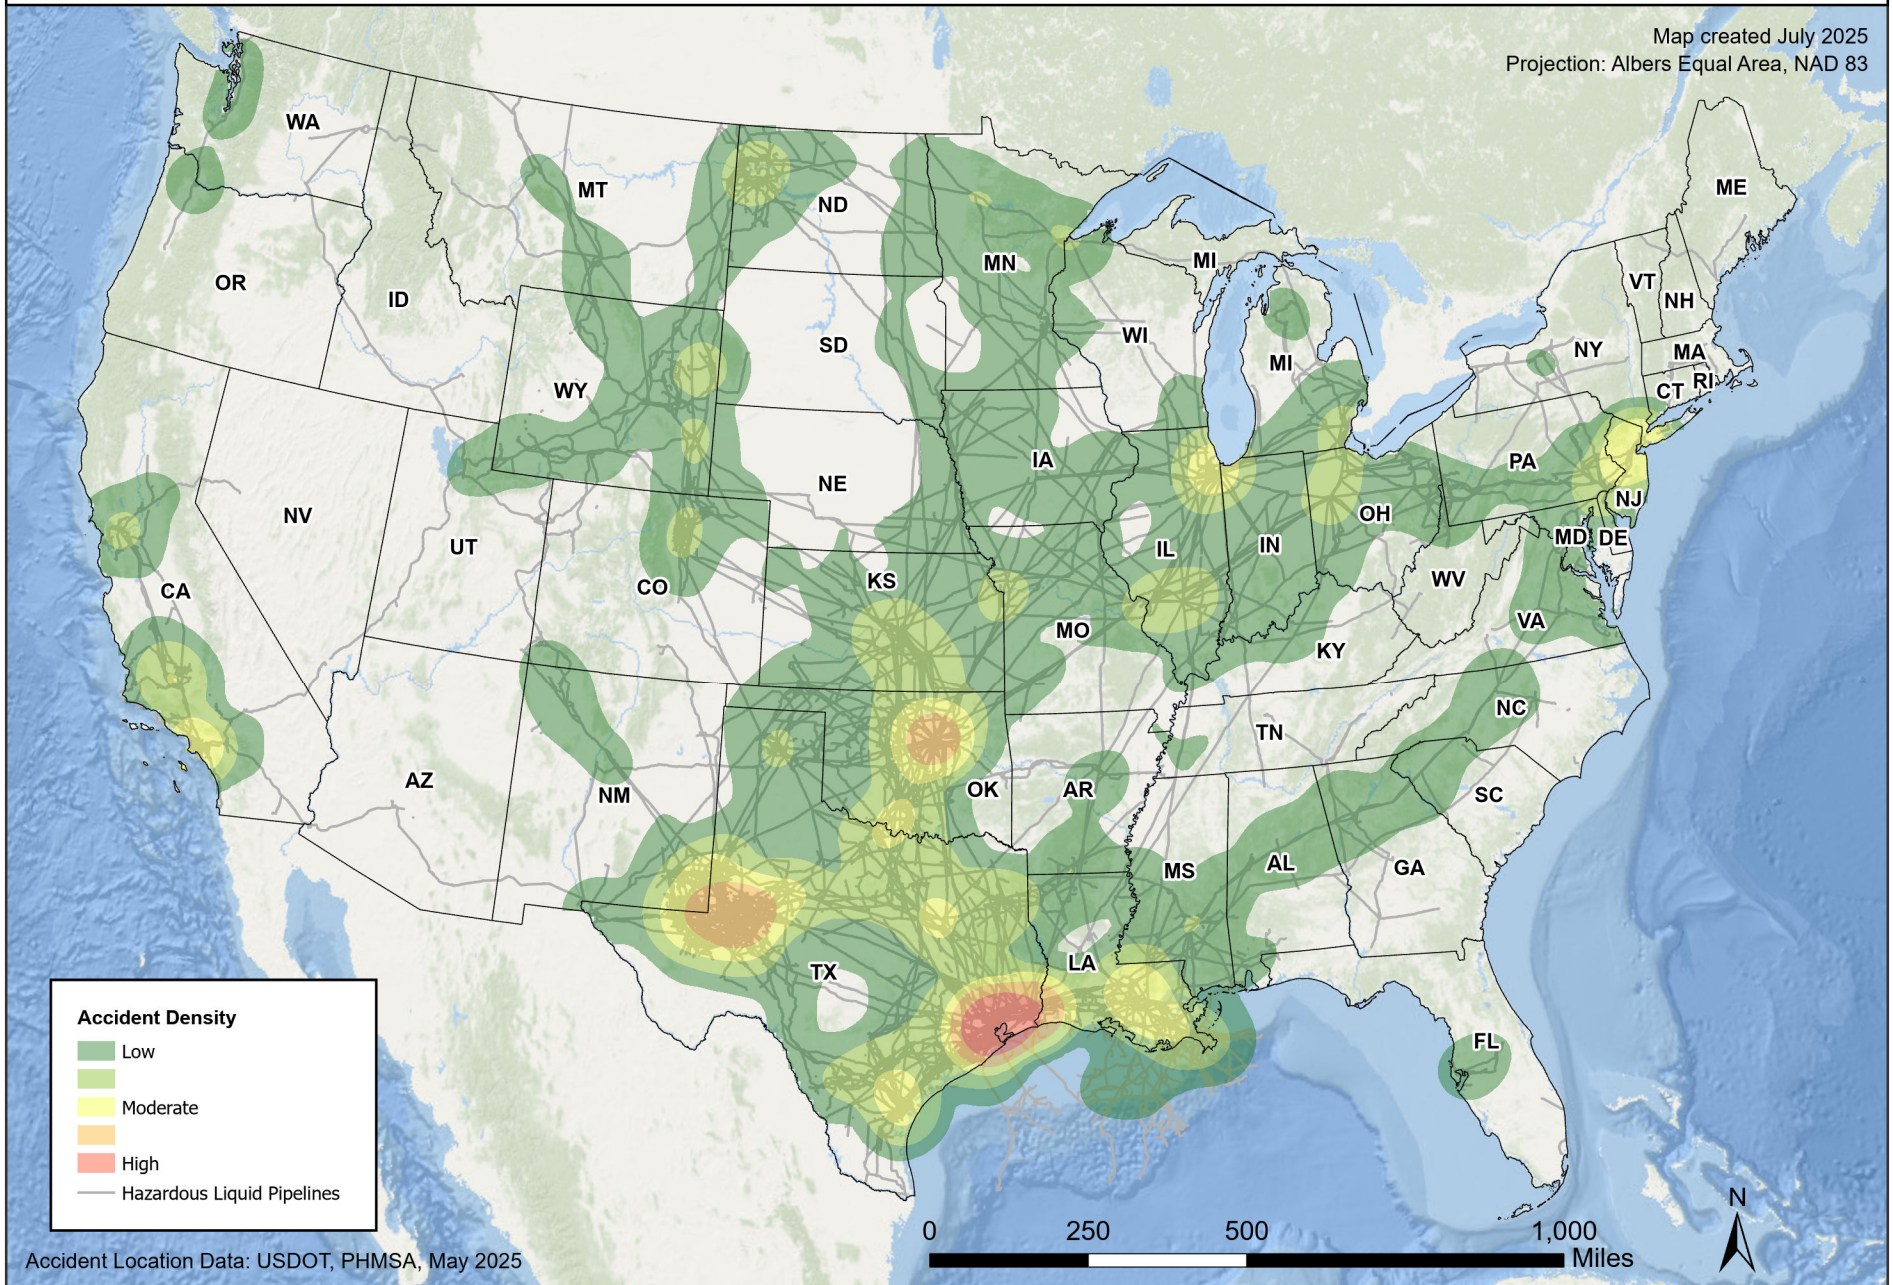 Map created July 2025
Projection: Albers Equal Area, NAD 83
WA
MT
ND
MN
MI
ME
VT
NH
OR
ID
SD
WI
MI
NY
MA
CT
RI
WY
NE
IA
PA
NJ
NV
UT
CO
CA
KS
MO
IL
IN
OH
MD
DE
WV
VA
KY
NC
TN
AZ
NM
OK
AR
SC
MS
AL
GA
TX
LA
FL
Accident Density
Low
Moderate
High
Hazardous Liquid Pipelines
Accident Location Data: USDOT, PHMSA, May 2025
0 250 500 1,000
Miles
N